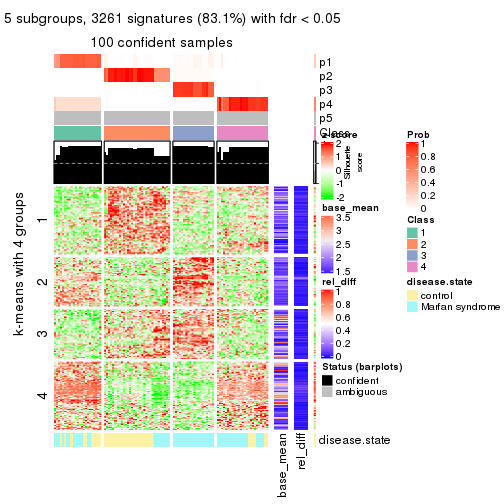 5 subgroups, 3261 signatures (83.1%) with fdr < 0.05
100 confident samples
p1
p2
p3
p4
p5
Class
Silhouette
score
k-means with 4 groups
1
2
3
4
base_mean
rel_diff
disease.state
z-score
2
1
0
-1
-2
base_mean
3.5
3
2.5
2
1.5
rel_diff
1
0.8
0.6
0.4
0.2
0
Status (barplots)
confident
ambiguous
Prob
1
0.8
0.6
0.4
0.2
0
Class
1
2
3
4
disease.state
control
Marfan syndrome